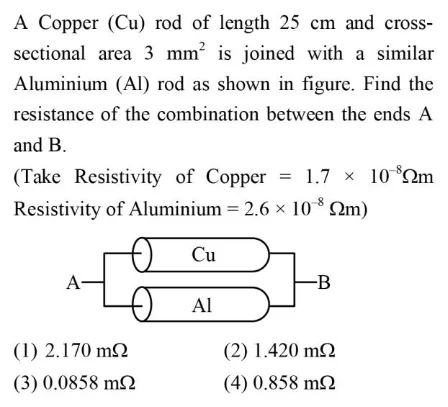 A Copper (Cu) rod of length 25 cm and cross-
sectional area 3 mm² is joined with a similar
Aluminium (Al) rod as shown in figure. Find the
resistance of the combination between the ends A
and B.
(Take Resistivity of Copper = 1.7 × 10⁻⁸Ωm
Resistivity of Aluminium = 2.6 × 10⁻⁸ Ωm)
Cu
A
B
Al
(1) 2.170 mΩ (2) 1.420 mΩ
(3) 0.0858 mΩ (4) 0.858 mΩ